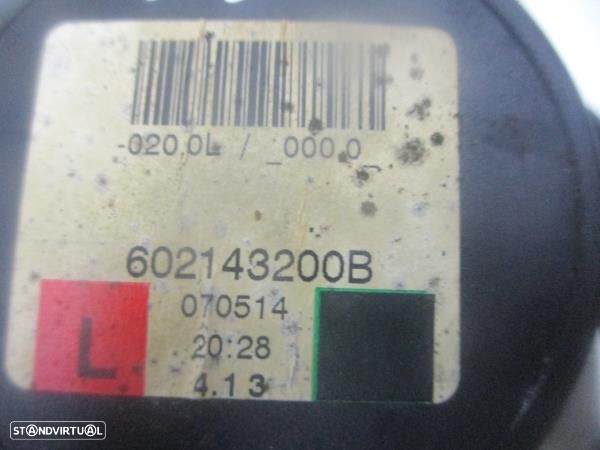 -020.0L / _000.0_
602143200B
070514
L
20:28
4.13
STANDVIRTUAL